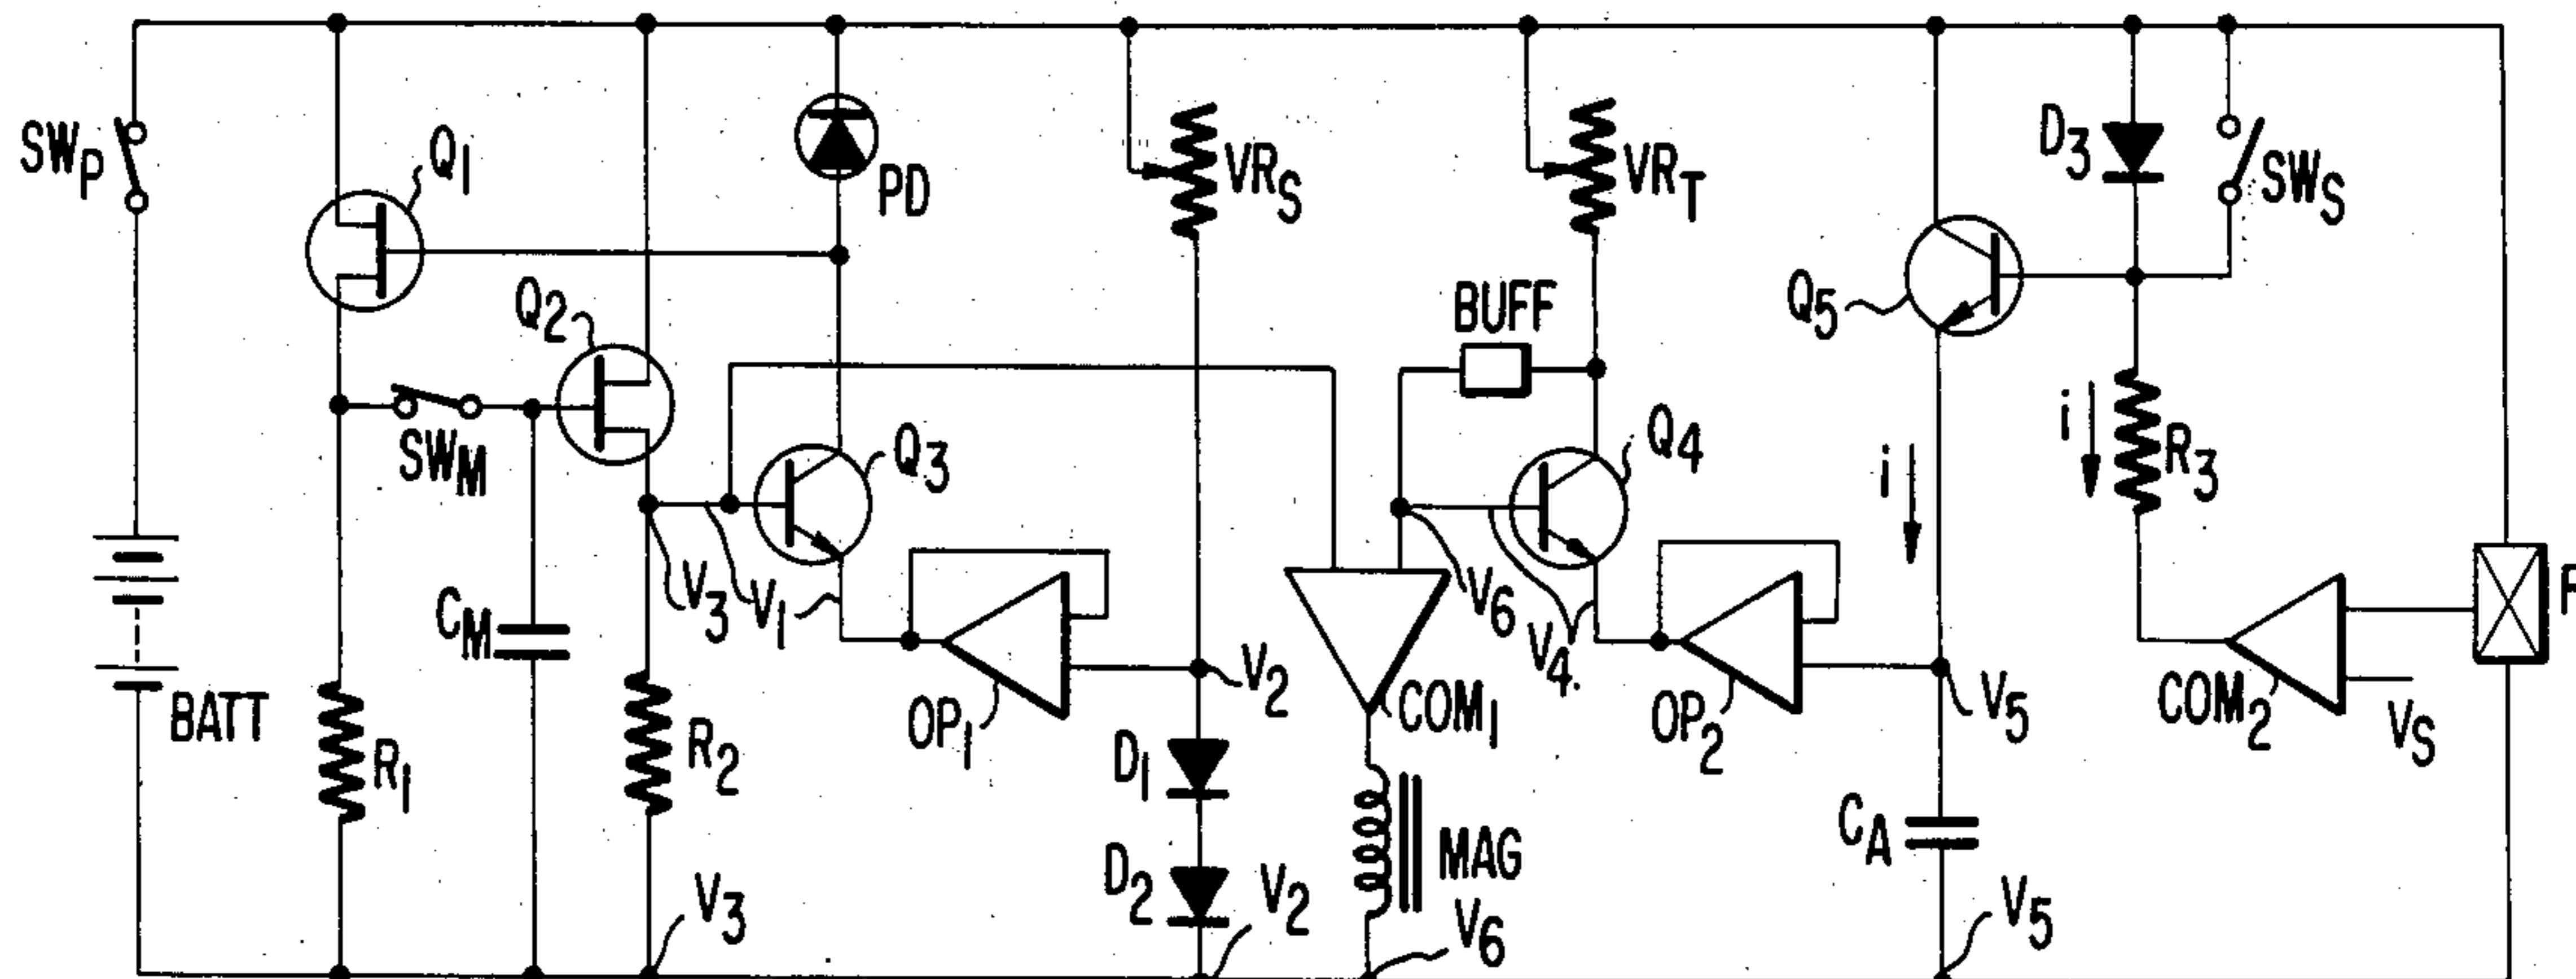 SWP
Q1
PD
VRS
VRT
D3
SWS
Q2
BUFF
Q5
SWM
Q3
Q4
i
i
R3
V3
V1
V6
V4
CM
BATT
R1
R2
OP1
V2
COM1
OP2
V5
COM2
VS
D1
D2
MAG
CA
V3
V2
V6
V5